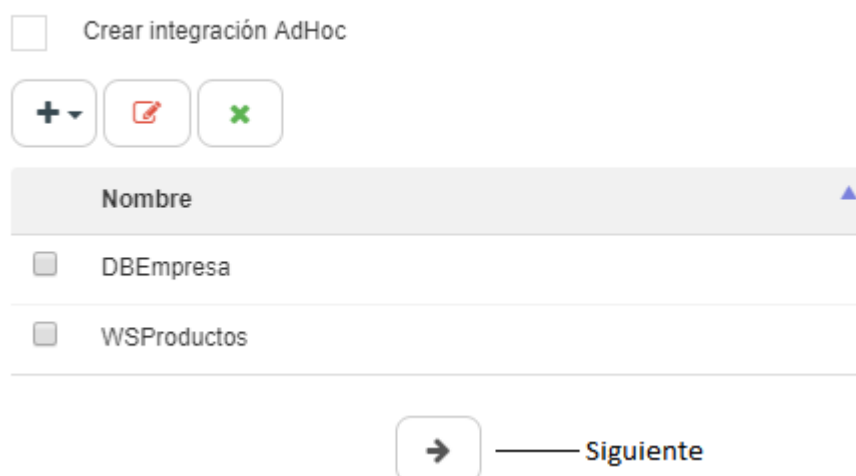 Crear integración AdHoc
Nombre
DBEmpresa
WSProductos
Siguiente